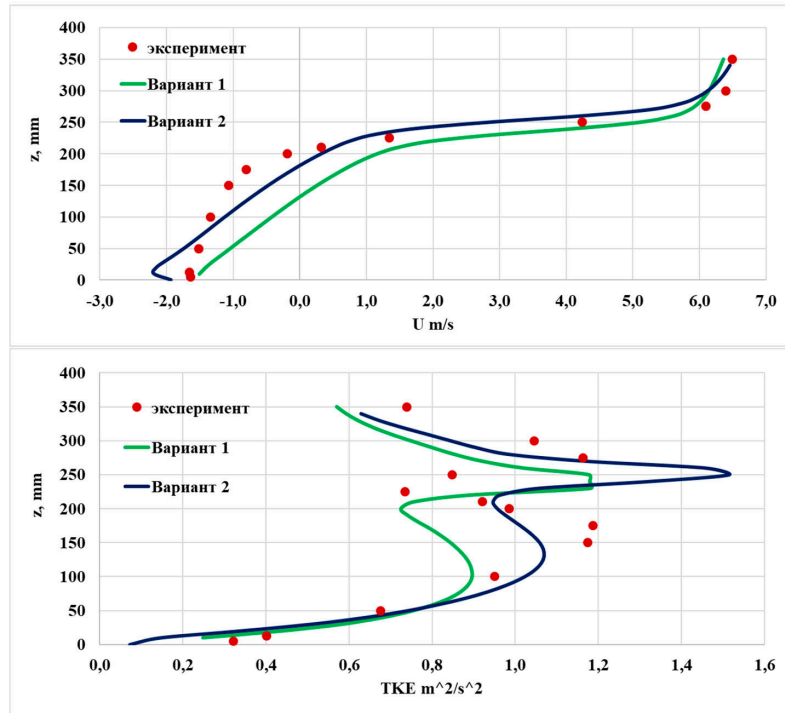 400
350
300
250
200
150
100
50
0
z, mm
эксперимент
Вариант 1
Вариант 2
-3,0 -2,0 -1,0 0,0 1,0 2,0 3,0 4,0 5,0 6,0 7,0
U m/s
400
350
300
250
200
150
100
50
0
z, mm
эксперимент
Вариант 1
Вариант 2
0,0 0,2 0,4 0,6 0,8 1,0 1,2 1,4 1,6
TKE m^2/s^2